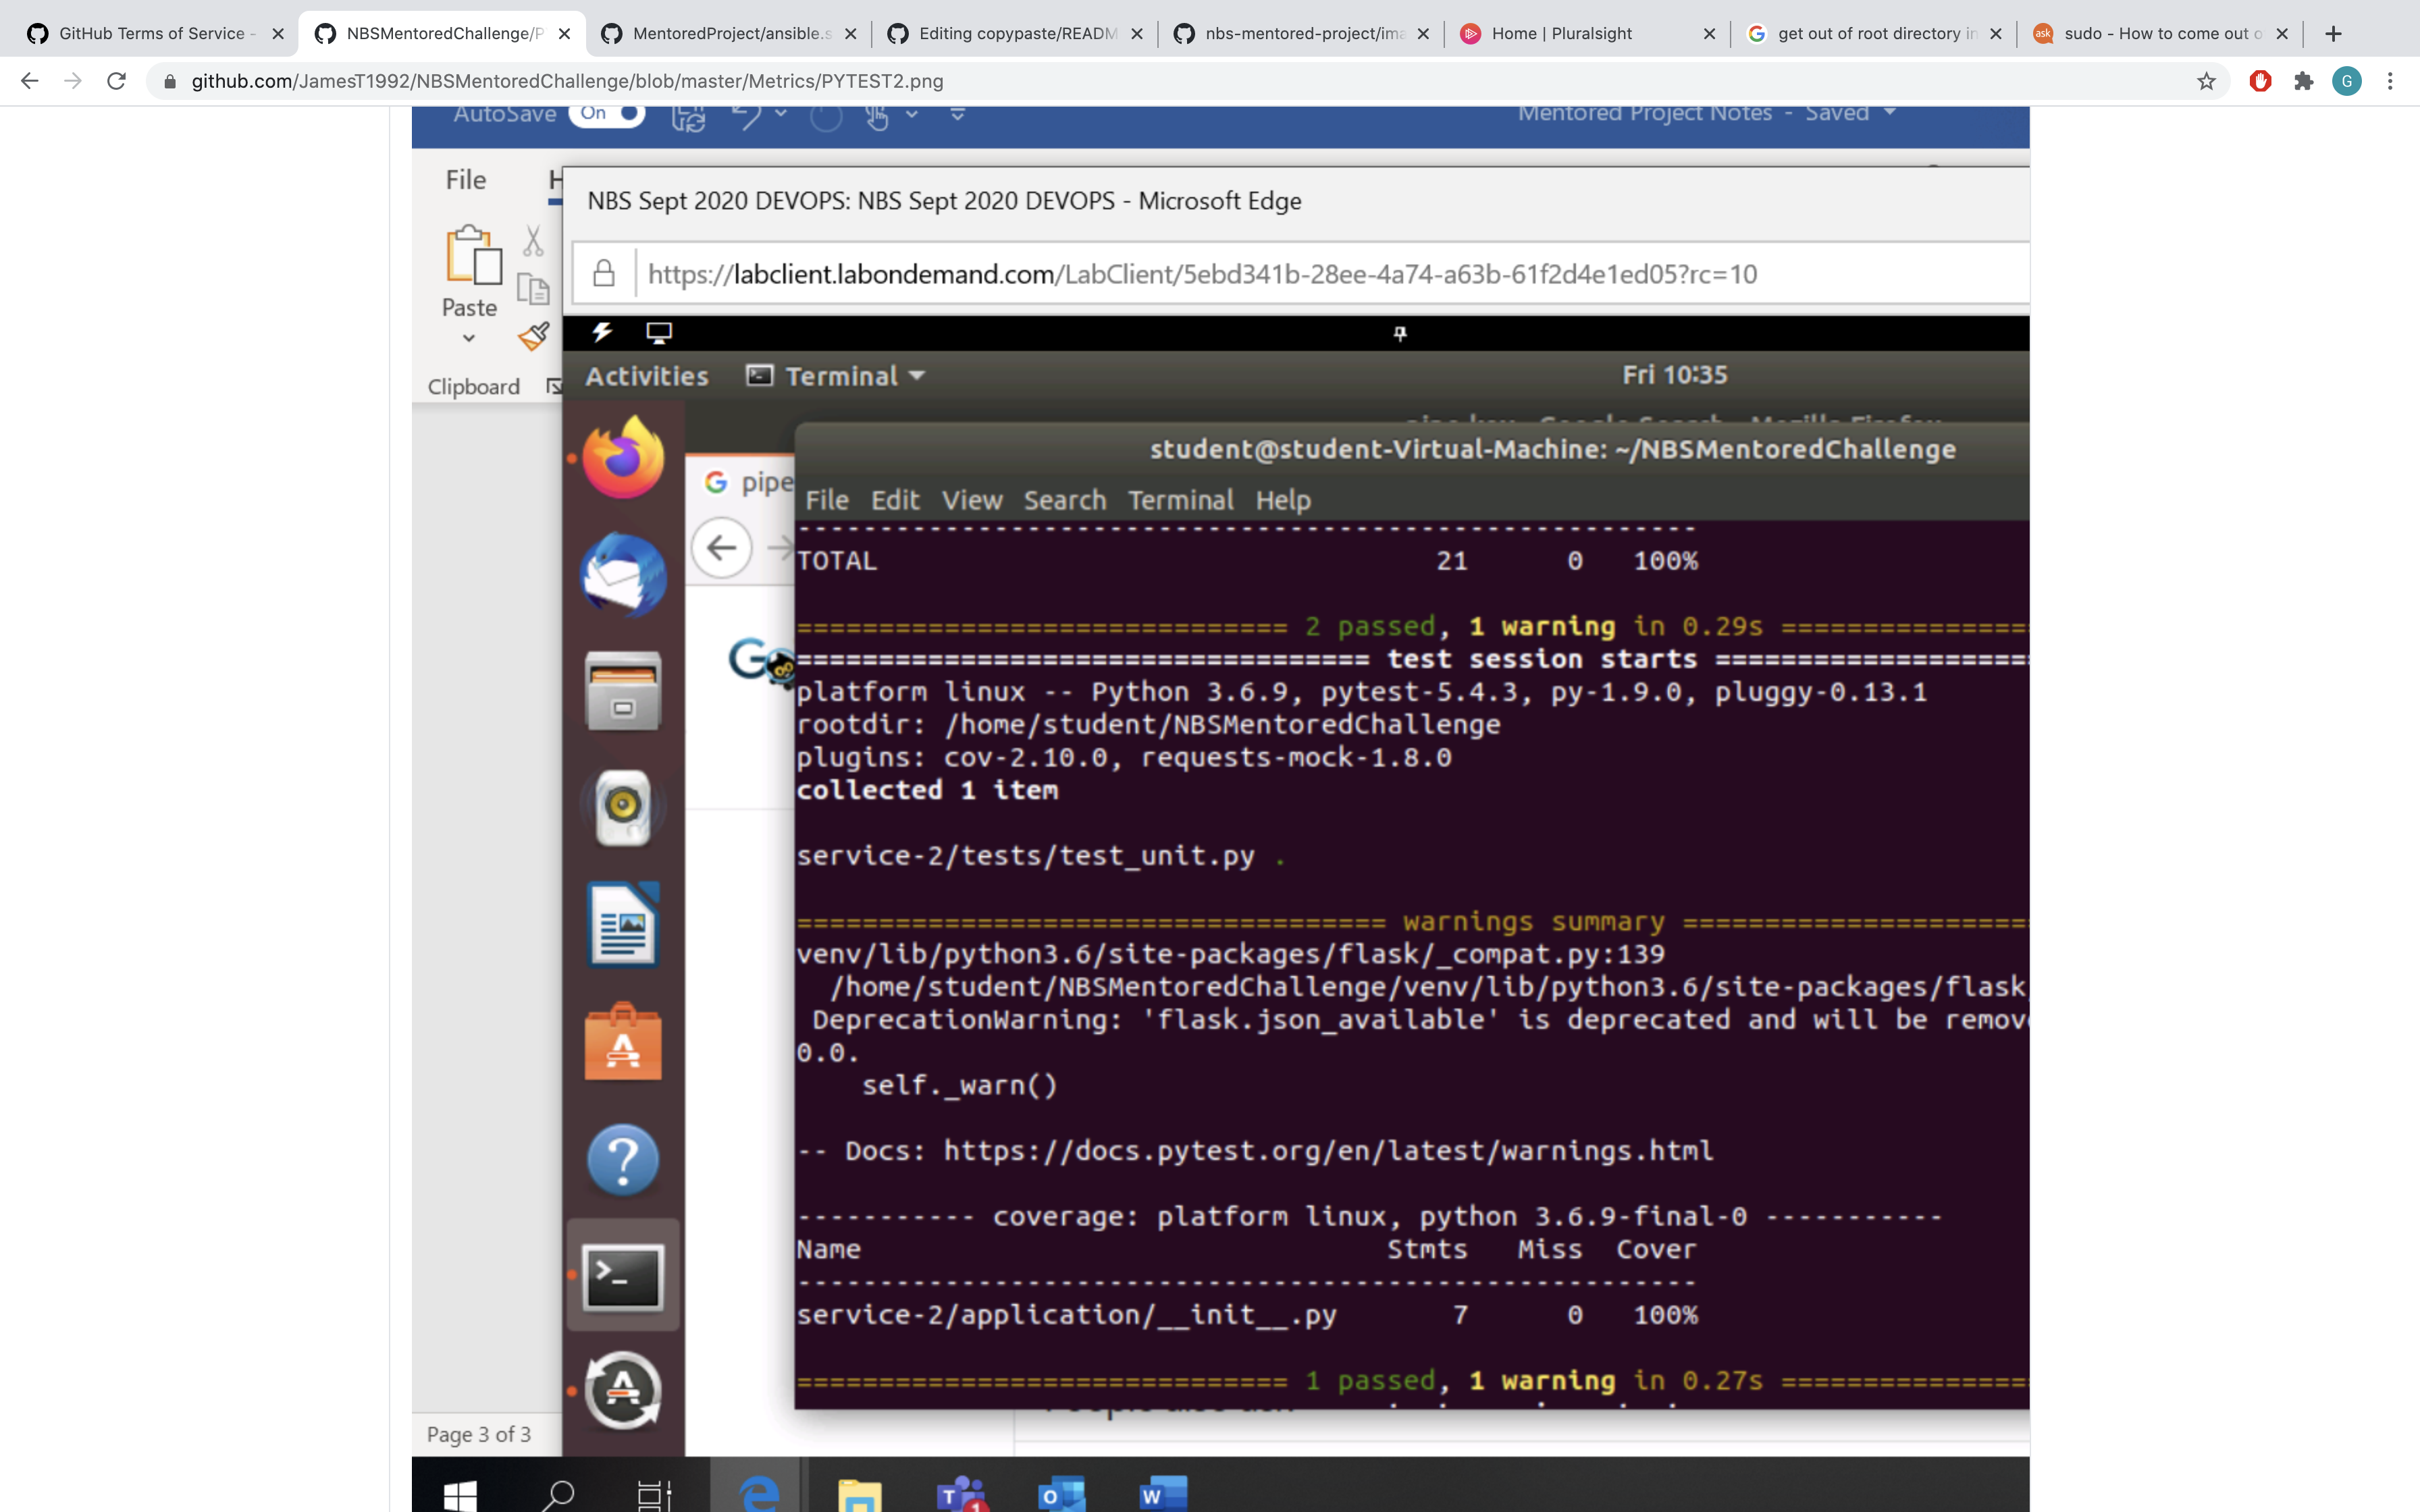 GitHub Terms of Service -
NBSMentoredChallenge/P
MentoredProject/ansible.s
Editing copypaste/READM
nbs-mentored-project/ima
Home | Pluralsight
get out of root directory in
sudo - How to come out o
github.com/JamesT1992/NBSMentoredChallenge/blob/master/Metrics/PYTEST2.png
G
AutoSave On
Mentored Project Notes - Saved
File H
NBS Sept 2020 DEVOPS: NBS Sept 2020 DEVOPS - Microsoft Edge
https://labclient.labondemand.com/LabClient/5ebd341b-28ee-4a74-a63b-61f2d4e1ed05?rc=10
Paste
Clipboard
Activities Terminal Fri 10:35
student@student-Virtual-Machine: ~/NBSMentoredChallenge
pipe
File Edit View Search Terminal Help
-------------------------------------------------------
TOTAL 21 0 100%
============================== 2 passed, 1 warning in 0.29s ===============
=================================== test session starts ===================
platform linux -- Python 3.6.9, pytest-5.4.3, py-1.9.0, pluggy-0.13.1
rootdir: /home/student/NBSMentoredChallenge
plugins: cov-2.10.0, requests-mock-1.8.0
collected 1 item
service-2/tests/test_unit.py .
==================================== warnings summary =====================
venv/lib/python3.6/site-packages/flask/_compat.py:139
/home/student/NBSMentoredChallenge/venv/lib/python3.6/site-packages/flask
DeprecationWarning: 'flask.json_available' is deprecated and will be remov
0.0.
self._warn()
-- Docs: https://docs.pytest.org/en/latest/warnings.html
----------- coverage: platform linux, python 3.6.9-final-0 -----------
Name Stmts Miss Cover
-------------------------------------------------------
service-2/application/__init__.py 7 0 100%
============================== 1 passed, 1 warning in 0.27s ===============
Page 3 of 3